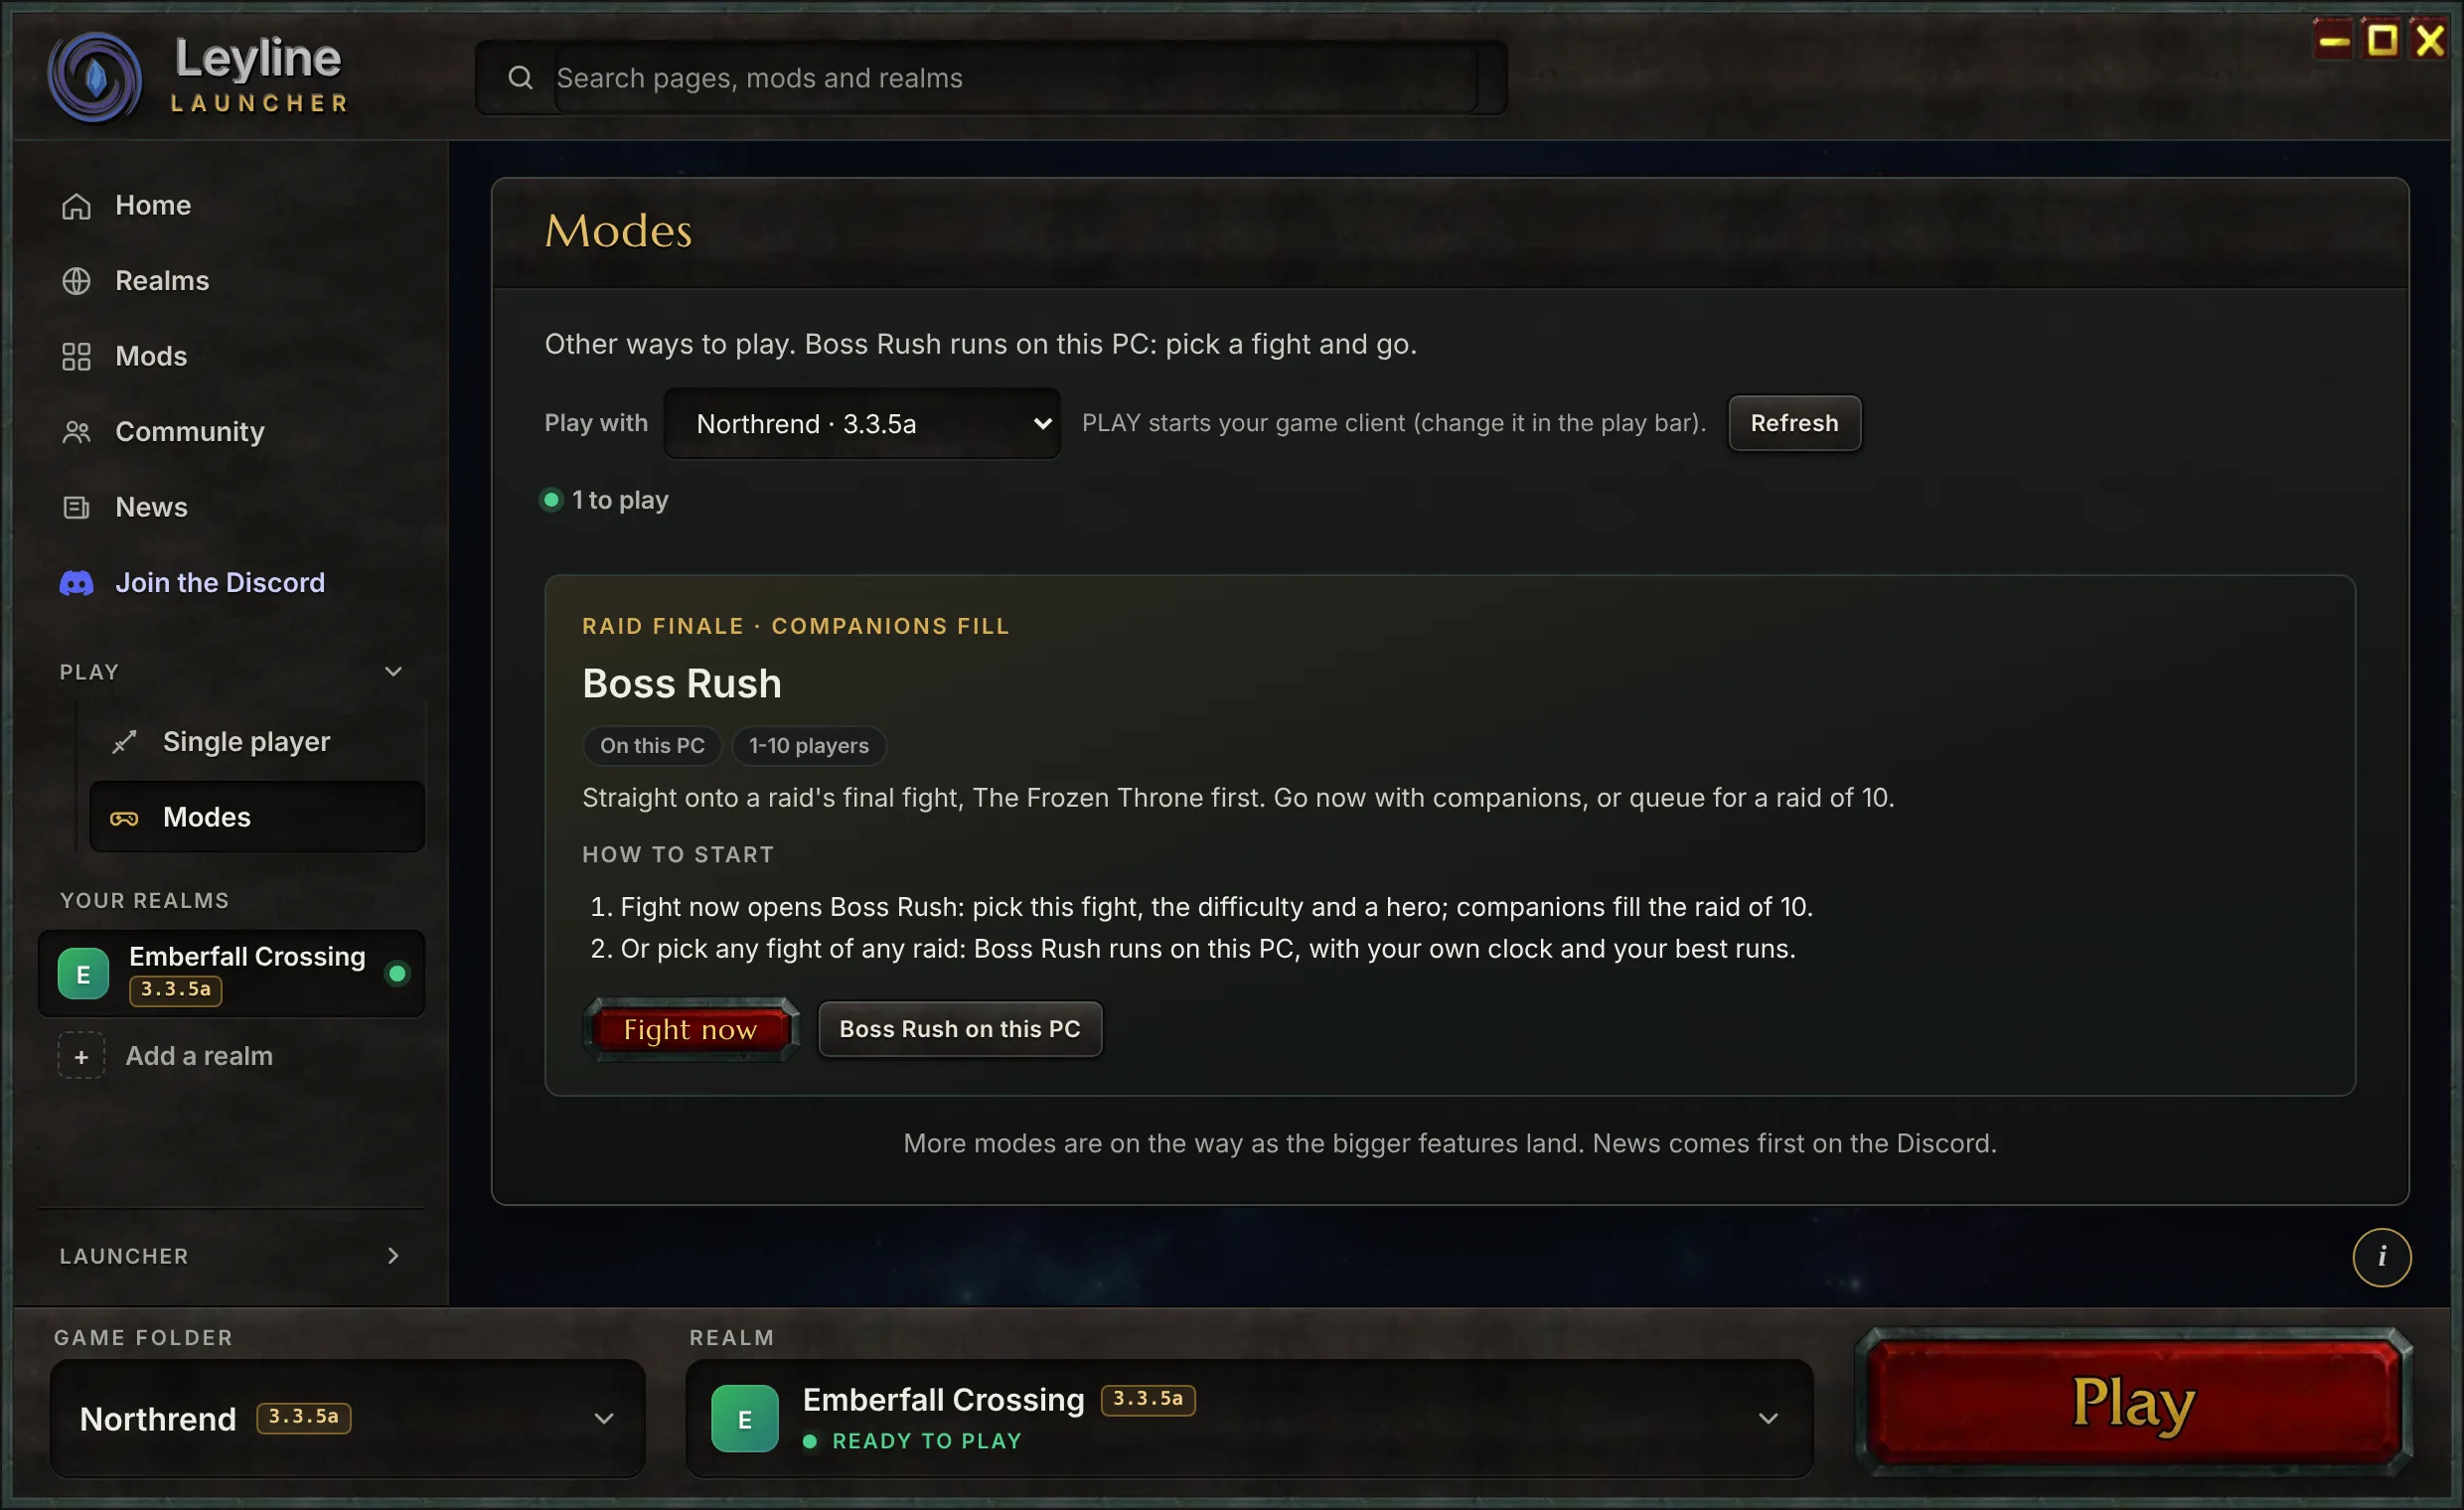 Leyline
LAUNCHER
Search pages, mods and realms
Home
Realms
Mods
Community
News
Join the Discord
PLAY
Single player
Modes
YOUR REALMS
E
Emberfall Crossing
3.3.5a
+ Add a realm
LAUNCHER
Modes
Other ways to play. Boss Rush runs on this PC: pick a fight and go.
Play with Northrend · 3.3.5a PLAY starts your game client (change it in the play bar). Refresh
1 to play
RAID FINALE · COMPANIONS FILL
Boss Rush
On this PC 1-10 players
Straight onto a raid's final fight, The Frozen Throne first. Go now with companions, or queue for a raid of 10.
HOW TO START
1. Fight now opens Boss Rush: pick this fight, the difficulty and a hero; companions fill the raid of 10.
2. Or pick any fight of any raid: Boss Rush runs on this PC, with your own clock and your best runs.
Fight now Boss Rush on this PC
More modes are on the way as the bigger features land. News comes first on the Discord.
i
GAME FOLDER
Northrend 3.3.5a
REALM
E
Emberfall Crossing 3.3.5a
READY TO PLAY
Play